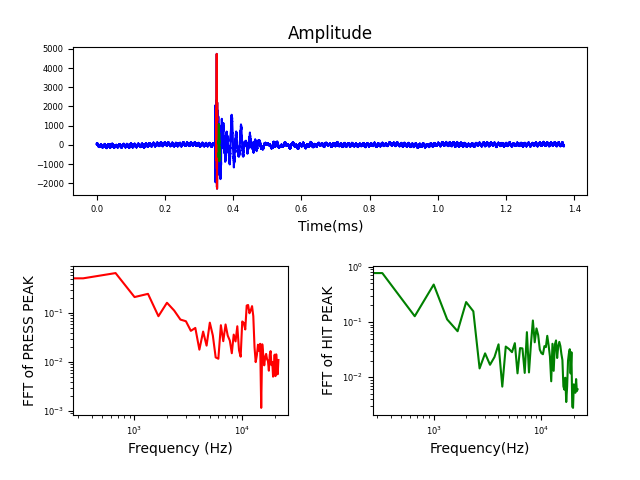 Amplitude
5000
4000
3000
2000
1000
0
−1000
−2000
0.0 0.2 0.4 0.6 0.8 1.0 1.2 1.4
Time(ms)
FFT of PRESS PEAK
10⁻¹
10⁻²
10⁻³
10³ 10⁴
Frequency (Hz)
FFT of HIT PEAK
10⁰
10⁻¹
10⁻²
10³ 10⁴
Frequency(Hz)